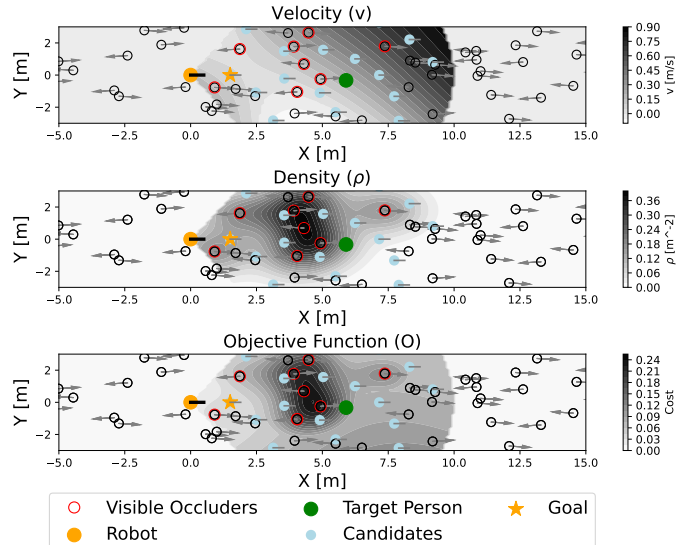 Velocity (v)
Y [m]
2
0
−2
−5.0 −2.5 0.0 2.5 5.0 7.5 10.0 12.5 15.0
X [m]
0.90
0.75
0.60
0.45
0.30
0.15
0.00
v [m/s]
Density (ρ)
Y [m]
2
0
−2
−5.0 −2.5 0.0 2.5 5.0 7.5 10.0 12.5 15.0
X [m]
0.36
0.30
0.24
0.18
0.12
0.06
0.00
ρ [m^-2]
Objective Function (O)
Y [m]
2
0
−2
−5.0 −2.5 0.0 2.5 5.0 7.5 10.0 12.5 15.0
X [m]
0.24
0.21
0.18
0.15
0.12
0.09
0.06
0.03
0.00
Cost
Visible Occluders Target Person Goal
Robot Candidates